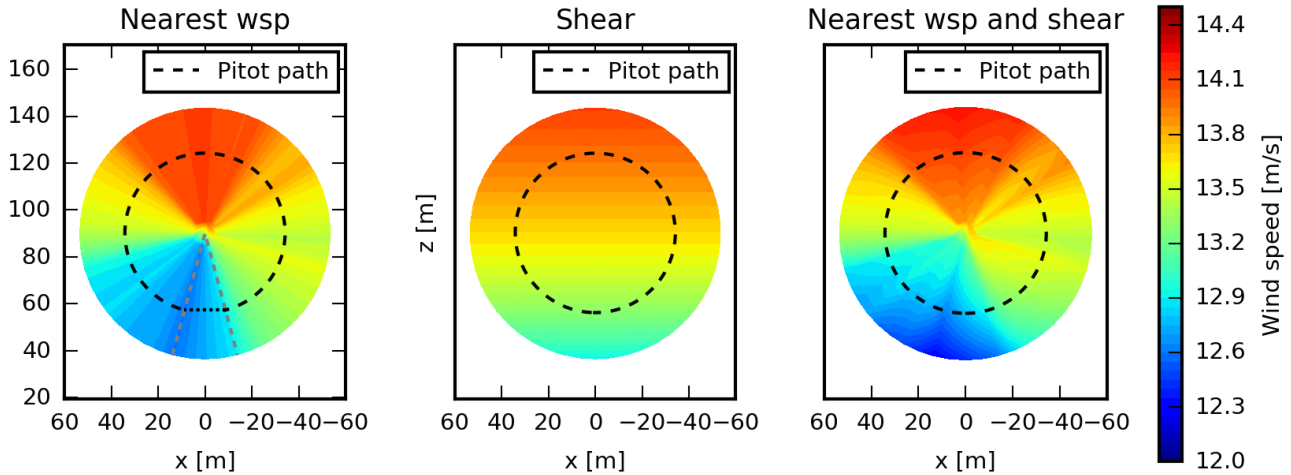 Nearest wsp
Shear
Nearest wsp and shear
Pitot path
Pitot path
Pitot path
160
140
120
100
80
60
40
20
60 40 20 0 −20 −40 −60
x [m]
z [m]
60 40 20 0 −20 −40 −60
x [m]
60 40 20 0 −20 −40 −60
x [m]
14.4
14.1
13.8
13.5
13.2
12.9
12.6
12.3
12.0
Wind speed [m/s]